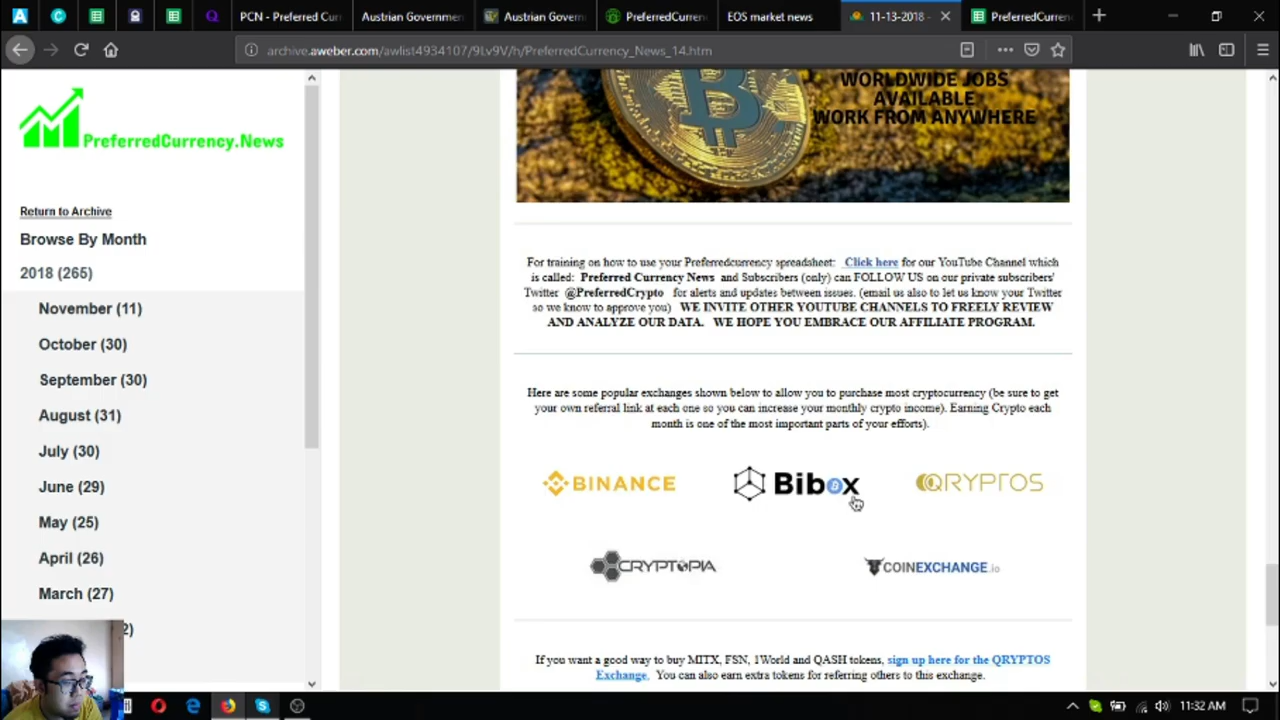 PCN - Preferred Curr
Austrian Governmen
Austrian Governm
PreferredCurren
EOS market news
11-13-2018 -
PreferredCurren
archive.aweber.com/awlist4934107/9Lv9V/h/PreferredCurrency_News_14.htm
PreferredCurrency.News
Return to Archive
Browse By Month
2018 (265)
November (11)
October (30)
September (30)
August (31)
July (30)
June (29)
May (25)
April (26)
March (27)
2)
WORLDWIDE JOBS
AVAILABLE
WORK FROM ANYWHERE
For training on how to use your Preferredcurrency spreadsheet: Click here for our YouTube Channel which
is called: Preferred Currency News and Subscribers (only) can FOLLOW US on our private subscribers'
Twitter @PreferredCrypto for alerts and updates between issues. (email us also to let us know your Twitter
so we know to approve you) WE INVITE OTHER YOUTUBE CHANNELS TO FREELY REVIEW
AND ANALYZE OUR DATA. WE HOPE YOU EMBRACE OUR AFFILIATE PROGRAM.
Here are some popular exchanges shown below to allow you to purchase most cryptocurrency (be sure to get
your own referral link at each one so you can increase your monthly crypto income). Earning Crypto each
month is one of the most important parts of your efforts).
BINANCE
Bibox
QRYPTOS
CRYPTOPIA
COINEXCHANGE.io
If you want a good way to buy MITX, FSN, 1World and QASH tokens, sign up here for the QRYPTOS
Exchange. You can also earn extra tokens for referring others to this exchange.
11:32 AM